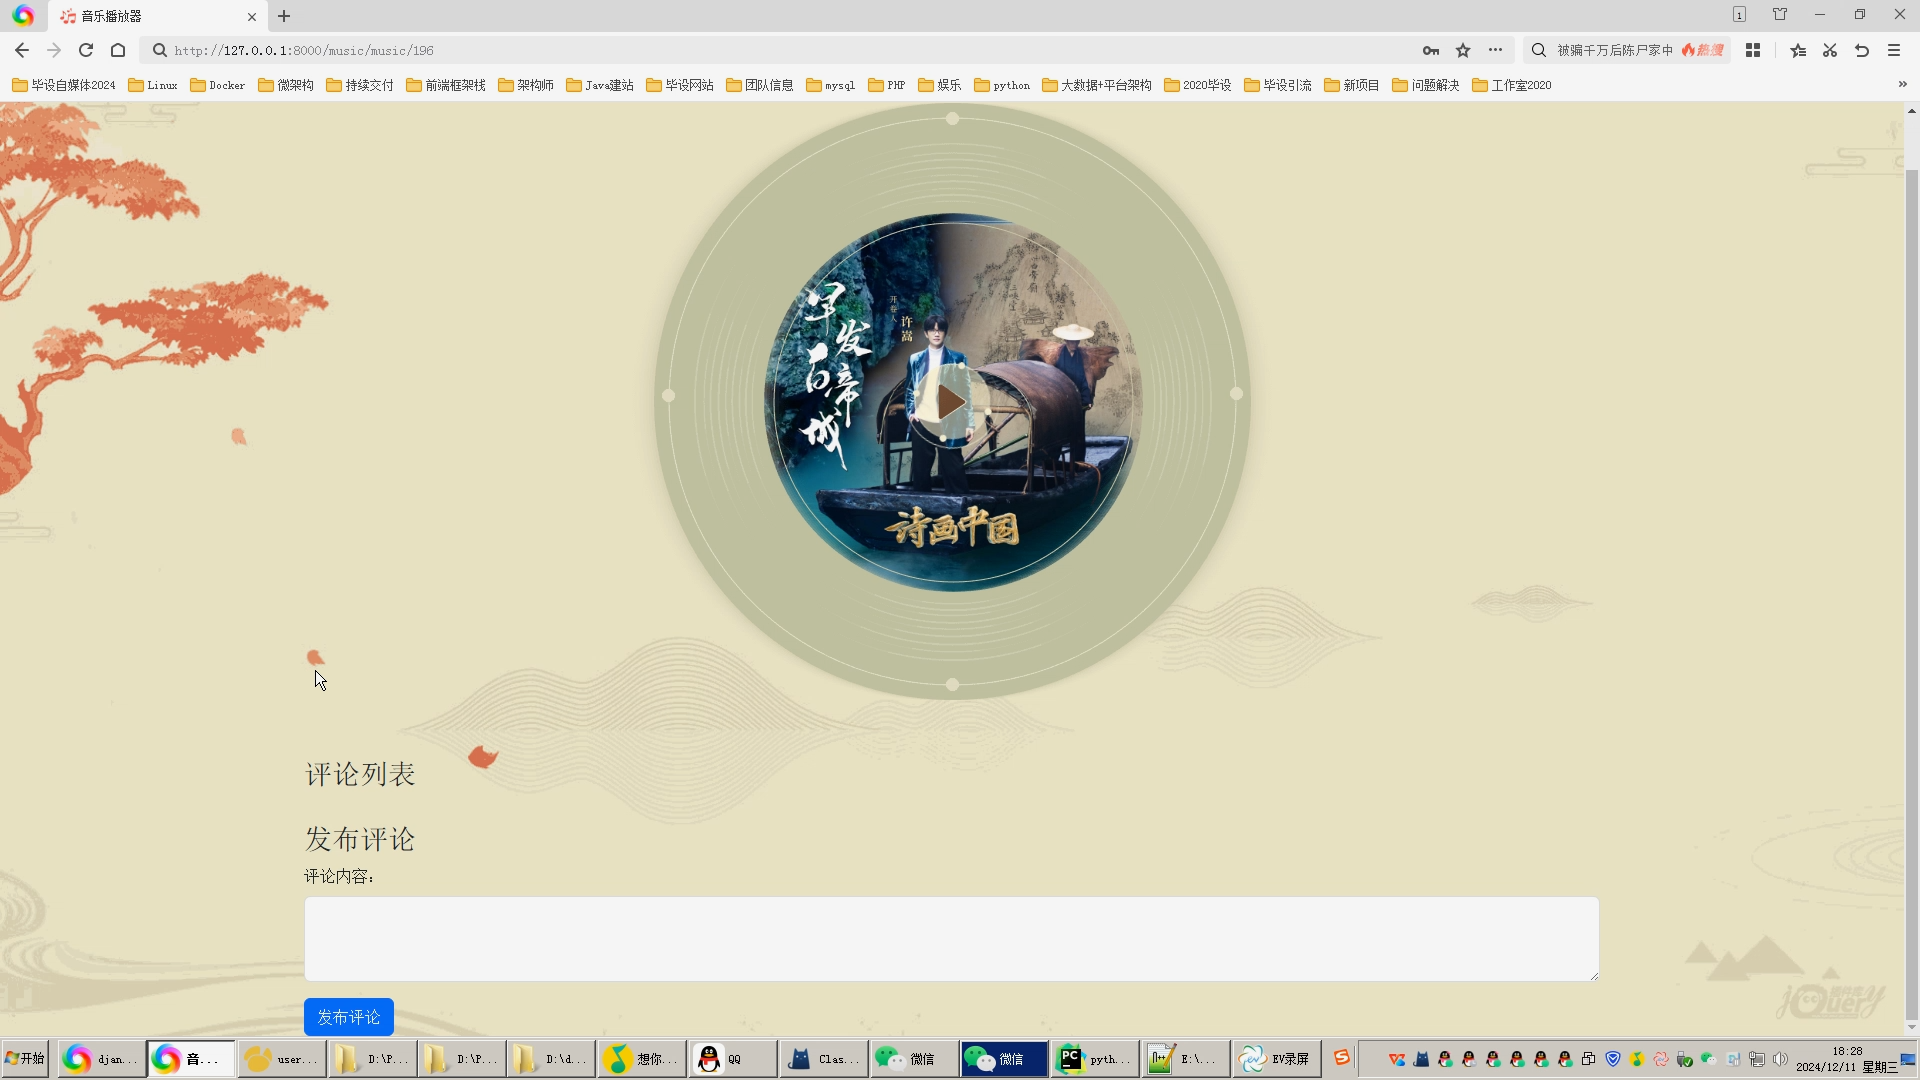 音乐播放器
1
http://127.0.0.1:8000/music/music/196
被骗千万后陈尸家中
热搜
毕设自媒体2024
Linux
Docker
微架构
持续交付
前端框架栈
架构师
Java建站
毕设网站
团队信息
mysql
PHP
娱乐
python
大数据+平台架构
2020毕设
毕设引流
新项目
问题解决
工作室2020
早发白帝城
开卷人
许嵩
诗画中国
评论列表
发布评论
评论内容:
发布评论
jQuery
开始
djan...
音...
user...
D:\P...
D:\P...
D:\d...
想你...
QQ
Clas...
微信
微信
pyth...
E:\...
EV录屏
18:28
2024/12/11 星期三